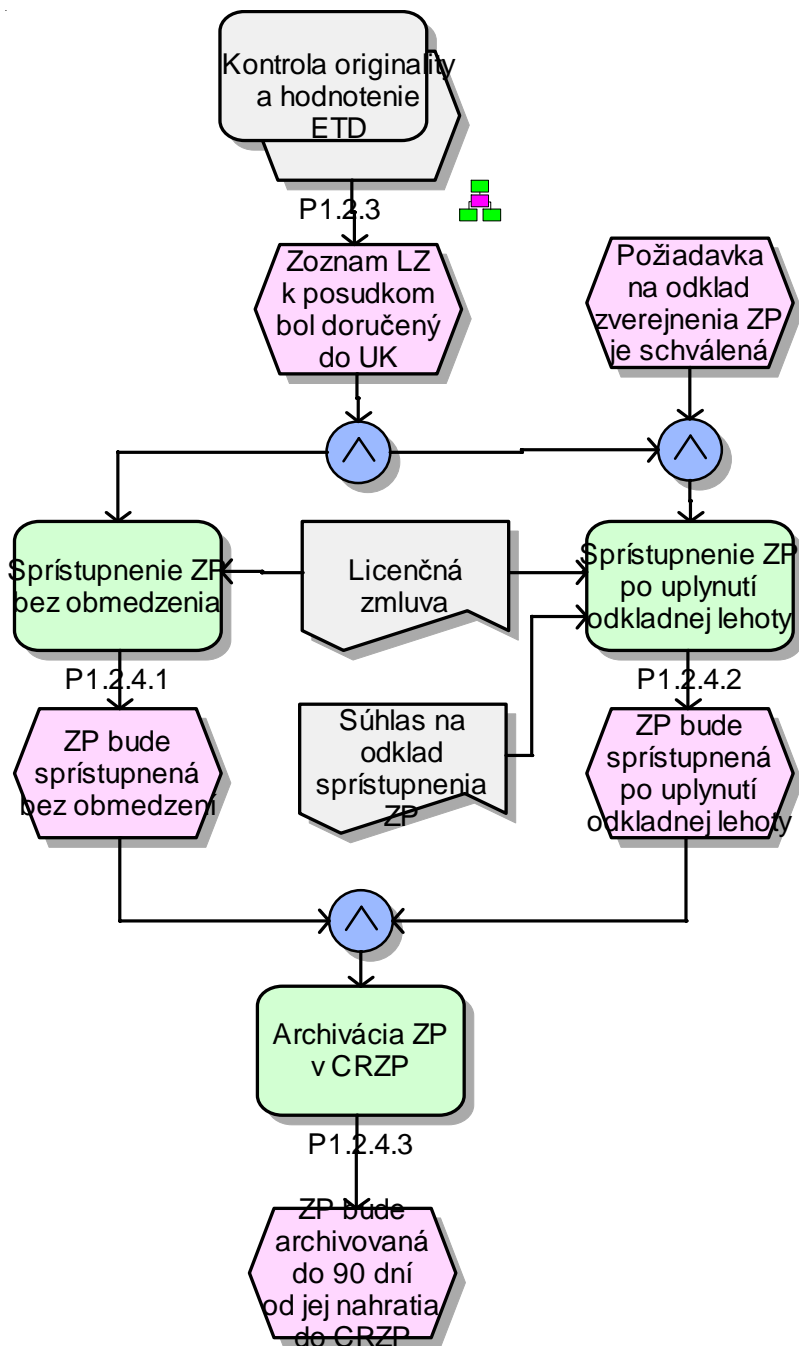 Kontrola originality
a hodnotenie
ETD
P1.2.3
Zoznam LZ
k posudkom
bol doručený
do UK
Požiadavka
na odklad
zverejnenia ZP
je schválená
Sprístupnenie ZP
bez obmedzenia
Licenčná
zmluva
Sprístupnenie ZP
po uplynutí
odkladnej lehoty
P1.2.4.1
P1.2.4.2
ZP bude
sprístupnená
bez obmedzení
Súhlas na
odklad
sprístupnenia
ZP
ZP bude
sprístupnená
po uplynutí
odkladnej lehoty
Archivácia ZP
v CRZP
P1.2.4.3
ZP bude
archivovaná
do 90 dní
od jej nahratia
do CRZP